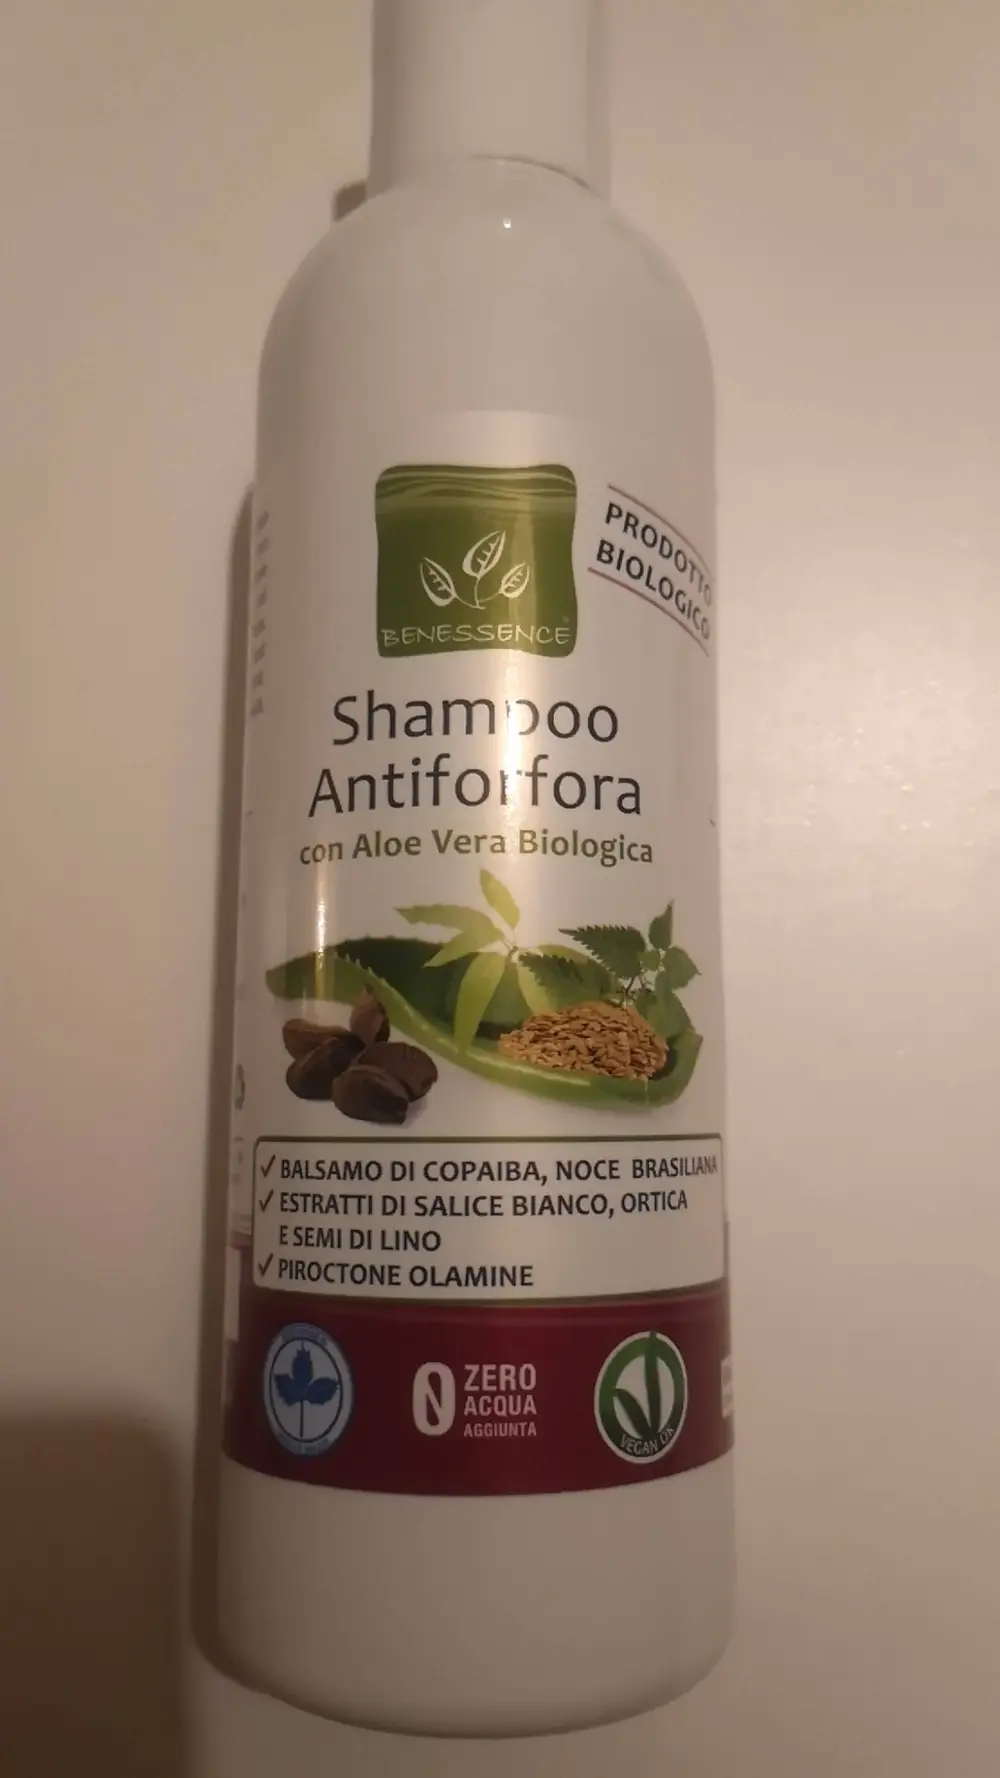 BENESSENCE
PRODOTTO
BIOLOGICO
Shampoo
Antiforfora
con Aloe Vera Biologica
✓ BALSAMO DI COPAIBA, NOCE BRASILIANA
✓ ESTRATTI DI SALICE BIANCO, ORTICA
E SEMI DI LINO
✓ PIROCTONE OLAMINE
0 ZERO
ACQUA
AGGIUNTA
VEGAN OK